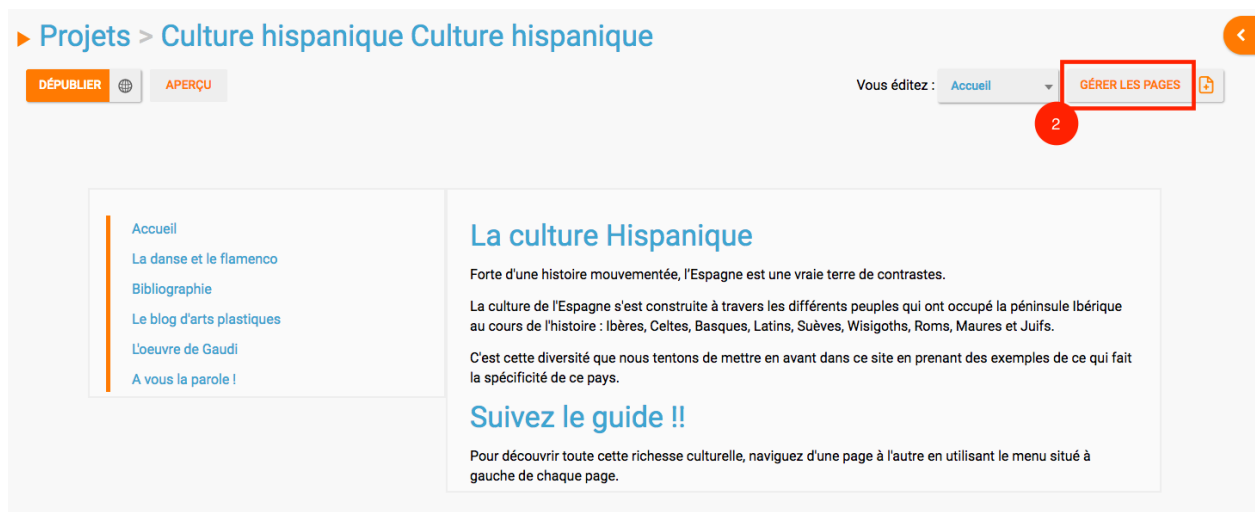 Projets > Culture hispanique Culture hispanique
DÉPUBLIER
APERÇU
Vous éditez :
Accueil
GÉRER LES PAGES
2
Accueil
La danse et le flamenco
Bibliographie
Le blog d'arts plastiques
L'oeuvre de Gaudi
A vous la parole !
La culture Hispanique
Forte d'une histoire mouvementée, l'Espagne est une vraie terre de contrastes.
La culture de l'Espagne s'est construite à travers les différents peuples qui ont occupé la péninsule Ibérique
au cours de l'histoire : Ibères, Celtes, Basques, Latins, Suèves, Wisigoths, Roms, Maures et Juifs.
C'est cette diversité que nous tentons de mettre en avant dans ce site en prenant des exemples de ce qui fait
la spécificité de ce pays.
Suivez le guide !!
Pour découvrir toute cette richesse culturelle, naviguez d'une page à l'autre en utilisant le menu situé à
gauche de chaque page.